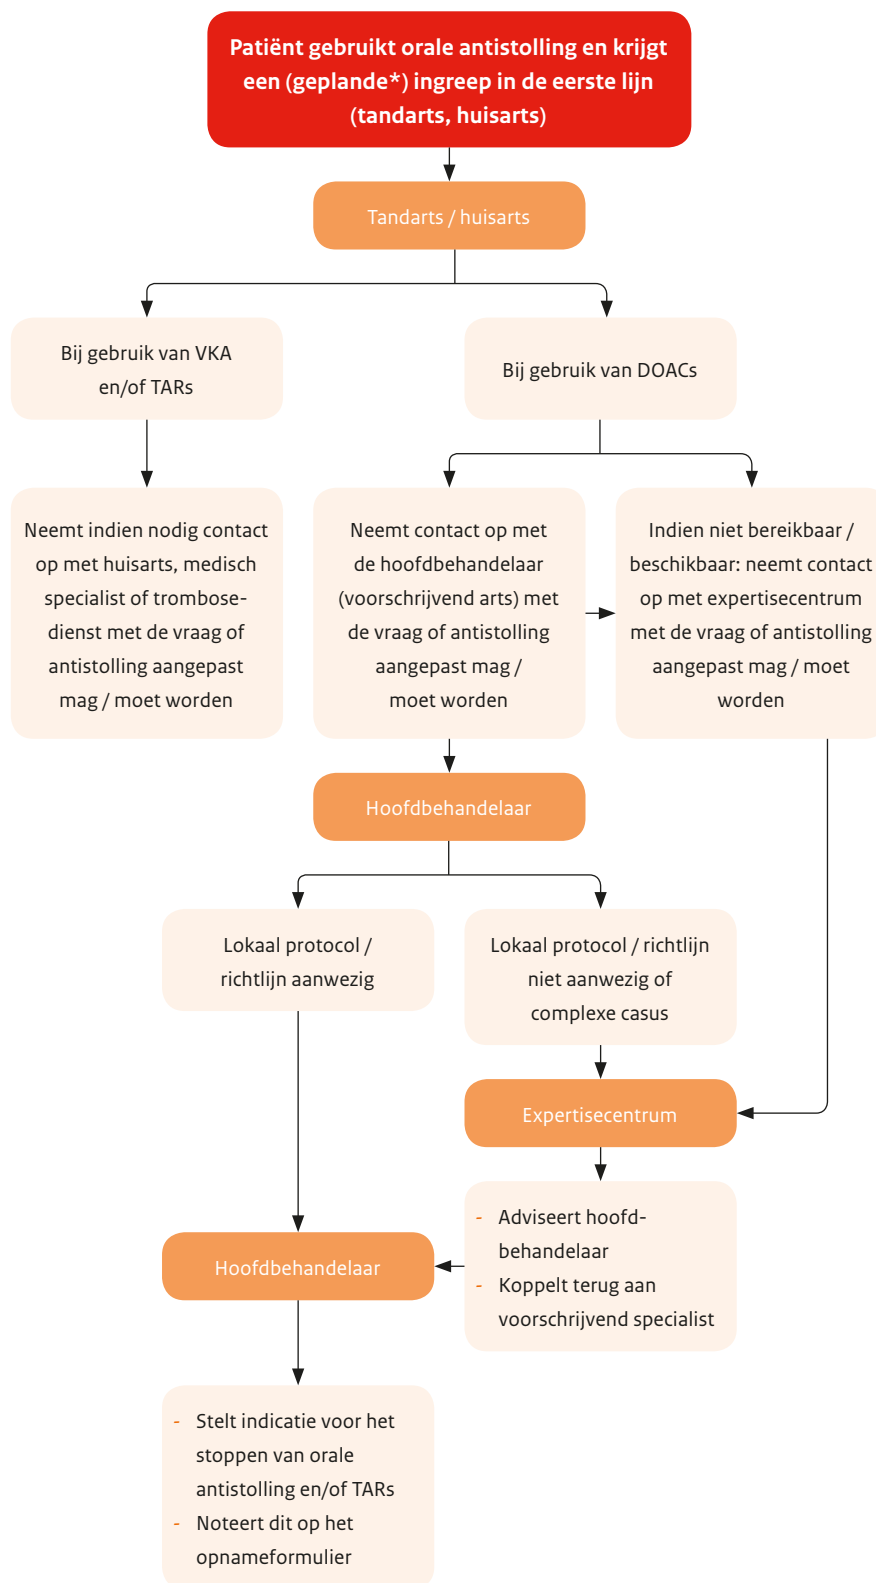 Patiënt gebruikt orale antistolling en krijgt
een (geplande*) ingreep in de eerste lijn
(tandarts, huisarts)
Tandarts / huisarts
Bij gebruik van VKA
en/of TARs
Bij gebruik van DOACs
Neemt indien nodig contact
op met huisarts, medisch
specialist of trombose-
dienst met de vraag of
antistolling aangepast
mag / moet worden
Neemt contact op met
de hoofdbehandelaar
(voorschrijvend arts) met
de vraag of antistolling
aangepast mag /
moet worden
Indien niet bereikbaar /
beschikbaar: neemt contact
op met expertisecentrum
met de vraag of antistolling
aangepast mag / moet
worden
Hoofdbehandelaar
Lokaal protocol /
richtlijn aanwezig
Lokaal protocol / richtlijn
niet aanwezig of
complexe casus
Expertisecentrum
- Adviseert hoofd-
behandelaar
- Koppelt terug aan
voorschrijvend specialist
Hoofdbehandelaar
- Stelt indicatie voor het
stoppen van orale
antistolling en/of TARs
- Noteert dit op het
opnameformulier